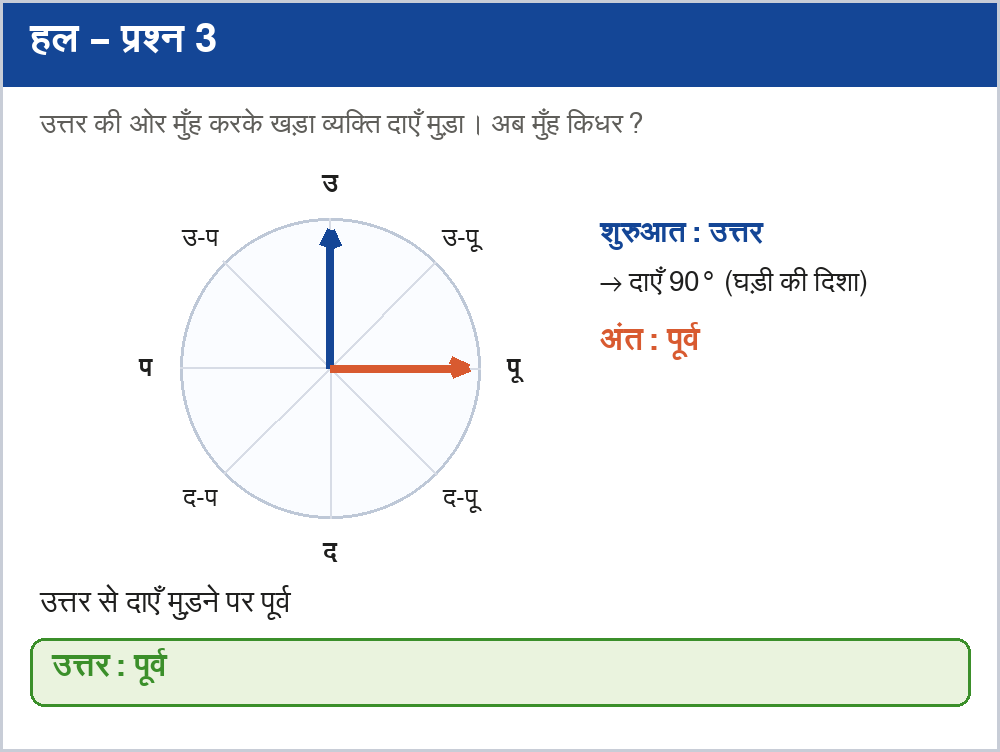 हल – प्रश्न 3
उत्तर की ओर मुँह करके खड़ा व्यक्ति दाएँ मुड़ा । अब मुँह किधर ?
उ
उ-प
उ-पू
प
पू
द-प
द-पू
द
शुरुआत : उत्तर
→ दाएँ 90° (घड़ी की दिशा)
अंत : पूर्व
उत्तर से दाएँ मुड़ने पर पूर्व
उत्तर : पूर्व